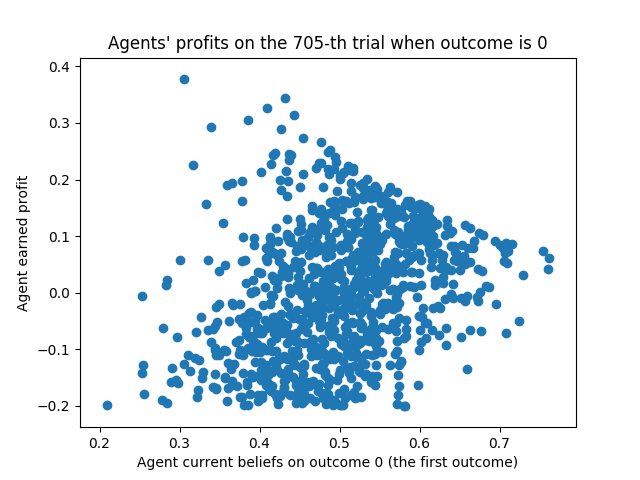 Agents' profits on the 705-th trial when outcome is 0
Agent earned profit
0.4
0.3
0.2
0.1
0.0
−0.1
−0.2
0.2 0.3 0.4 0.5 0.6 0.7
Agent current beliefs on outcome 0 (the first outcome)